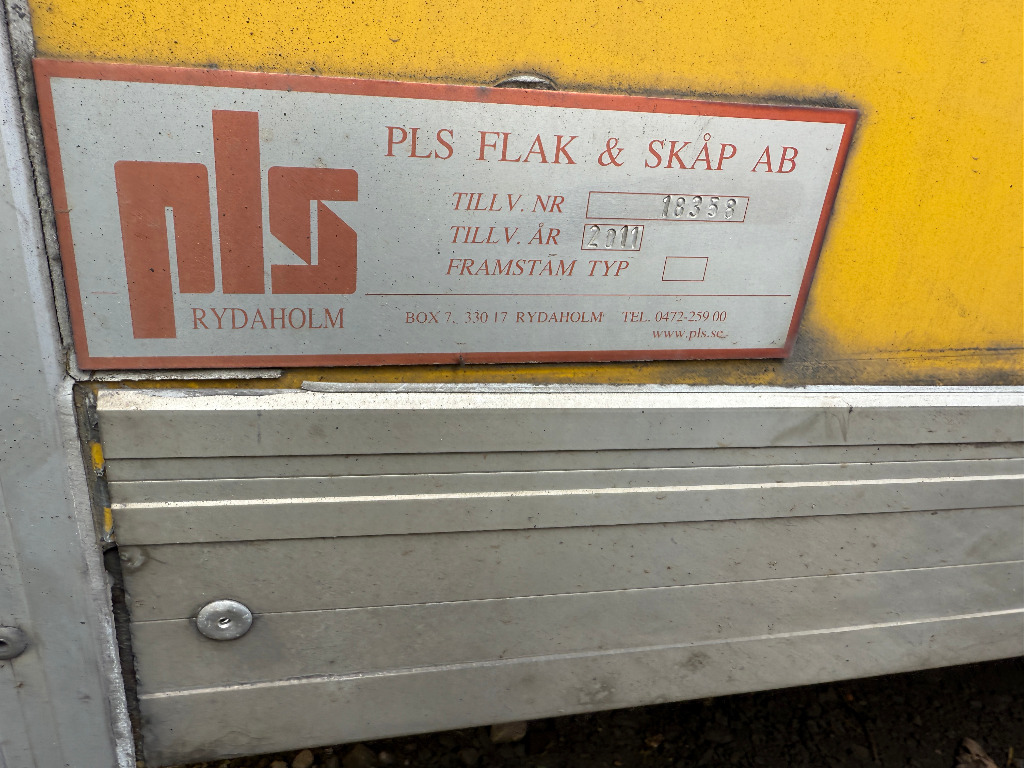 pls
RYDAHOLM
PLS FLAK & SKÅP AB
TILLV. NR 18358
TILLV. ÅR 2011
FRAMSTAM TYP
BOX 7, 330 17 RYDAHOLM TEL. 0472-259 00
www.pls.se